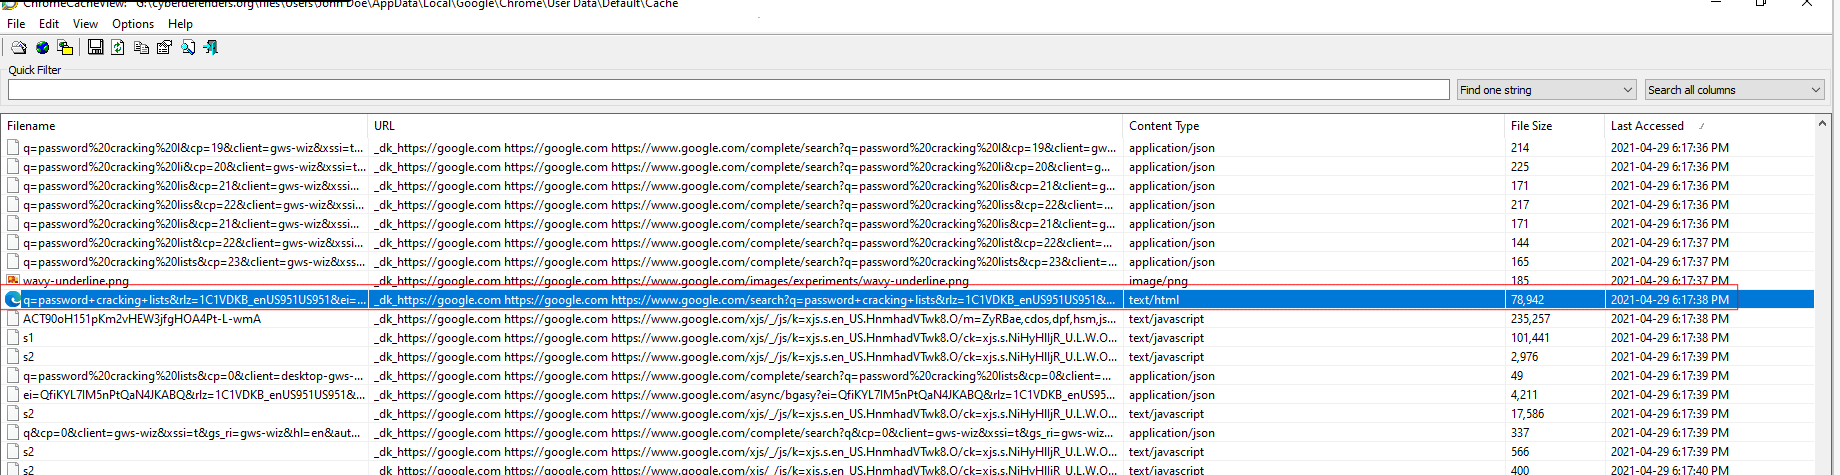 ChromeCacheView: G:\cyberdefenders.org\files\Users\John Doe\AppData\Local\Google\Chrome\User Data\Default\Cache
File Edit View Options Help
Quick Filter
Find one string Search all columns
Filename URL Content Type File Size Last Accessed
q=password%20cracking%20l&cp=19&client=gws-wiz&xssi=t... _dk_https://google.com https://google.com https://www.google.com/complete/search?q=password%20cracking%20l&cp=19&client=gw... application/json 214 2021-04-29 6:17:36 PM
q=password%20cracking%20li&cp=20&client=gws-wiz&xssi=... _dk_https://google.com https://google.com https://www.google.com/complete/search?q=password%20cracking%20li&cp=20&client=g... application/json 225 2021-04-29 6:17:36 PM
q=password%20cracking%20lis&cp=21&client=gws-wiz&xssi... _dk_https://google.com https://google.com https://www.google.com/complete/search?q=password%20cracking%20lis&cp=21&client=g... application/json 171 2021-04-29 6:17:36 PM
q=password%20cracking%20liss&cp=22&client=gws-wiz&xss... _dk_https://google.com https://google.com https://www.google.com/complete/search?q=password%20cracking%20liss&cp=22&client=... application/json 217 2021-04-29 6:17:36 PM
q=password%20cracking%20lis&cp=21&client=gws-wiz&xssi... _dk_https://google.com https://google.com https://www.google.com/complete/search?q=password%20cracking%20lis&cp=21&client=g... application/json 171 2021-04-29 6:17:36 PM
q=password%20cracking%20list&cp=22&client=gws-wiz&xssi... _dk_https://google.com https://google.com https://www.google.com/complete/search?q=password%20cracking%20list&cp=22&client=... application/json 144 2021-04-29 6:17:37 PM
q=password%20cracking%20lists&cp=23&client=gws-wiz&xss... _dk_https://google.com https://google.com https://www.google.com/complete/search?q=password%20cracking%20lists&cp=23&client=... application/json 165 2021-04-29 6:17:37 PM
wavy-underline.png _dk_https://google.com https://google.com https://www.google.com/images/experiments/wavy-underline.png image/png 185 2021-04-29 6:17:37 PM
q=password+cracking+lists&rlz=1C1VDKB_enUS951US951&ei=... _dk_https://google.com https://google.com https://www.google.com/search?q=password+cracking+lists&rlz=1C1VDKB_enUS951US951&... text/html 78,942 2021-04-29 6:17:38 PM
ACT90oH151pKm2vHEW3jfgHOA4Pt-L-wmA _dk_https://google.com https://google.com https://www.google.com/xjs/_/js/k=xjs.s.en_US.HnmhadVTwk8.O/m=ZyRBae,cdos,dpf,hsm,js... text/javascript 235,257 2021-04-29 6:17:38 PM
s1 _dk_https://google.com https://google.com https://www.google.com/xjs/_/js/k=xjs.s.en_US.HnmhadVTwk8.O/ck=xjs.s.NiHyHIljR_U.L.W.O... text/javascript 101,441 2021-04-29 6:17:38 PM
s2 _dk_https://google.com https://google.com https://www.google.com/xjs/_/js/k=xjs.s.en_US.HnmhadVTwk8.O/ck=xjs.s.NiHyHIljR_U.L.W.O... text/javascript 2,976 2021-04-29 6:17:39 PM
q=password%20cracking%20lists&cp=0&client=desktop-gws-... _dk_https://google.com https://google.com https://www.google.com/complete/search?q=password%20cracking%20lists&cp=0&client=... application/json 49 2021-04-29 6:17:39 PM
ei=QfiKYL7lM5nPtQaN4JKABQ&rlz=1C1VDKB_enUS951US951&... _dk_https://google.com https://google.com https://www.google.com/async/bgasy?ei=QfiKYL7lM5nPtQaN4JKABQ&rlz=1C1VDKB_enUS95... application/json 4,211 2021-04-29 6:17:39 PM
s2 _dk_https://google.com https://google.com https://www.google.com/xjs/_/js/k=xjs.s.en_US.HnmhadVTwk8.O/ck=xjs.s.NiHyHIljR_U.L.W.O... text/javascript 17,586 2021-04-29 6:17:39 PM
q&cp=0&client=gws-wiz&xssi=t&gs_ri=gws-wiz&hl=en&aut... _dk_https://google.com https://google.com https://www.google.com/complete/search?q&cp=0&client=gws-wiz&xssi=t&gs_ri=gws-wiz... application/json 337 2021-04-29 6:17:39 PM
s2 _dk_https://google.com https://google.com https://www.google.com/xjs/_/js/k=xjs.s.en_US.HnmhadVTwk8.O/ck=xjs.s.NiHyHIljR_U.L.W.O... text/javascript 566 2021-04-29 6:17:39 PM
s2 _dk_https://google.com https://google.com https://www.google.com/xjs/_/js/k=xjs.s.en_US.HnmhadVTwk8.O/ck=xjs.s.NiHyHIljR_U.L.W.O... text/javascript 400 2021-04-29 6:17:40 PM